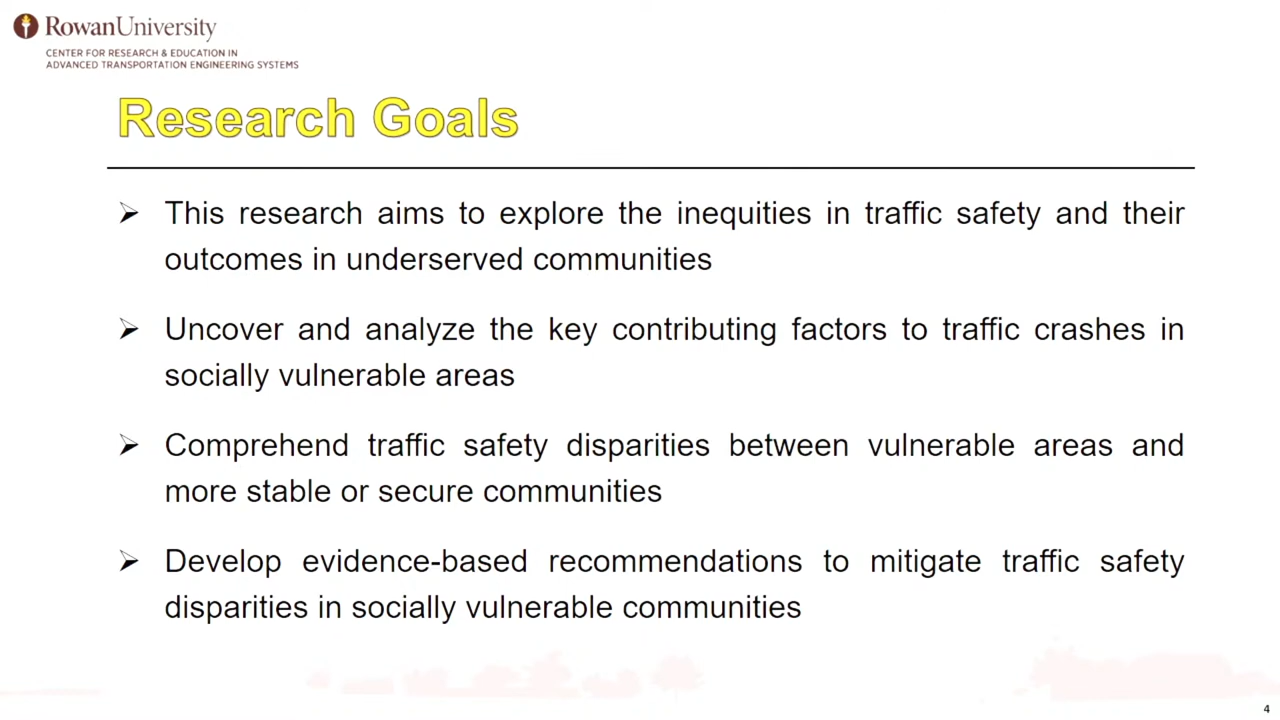 RowanUniversity
CENTER FOR RESEARCH & EDUCATION IN
ADVANCED TRANSPORTATION ENGINEERING SYSTEMS
Research Goals
➢ This research aims to explore the inequities in traffic safety and their
outcomes in underserved communities
➢ Uncover and analyze the key contributing factors to traffic crashes in
socially vulnerable areas
➢ Comprehend traffic safety disparities between vulnerable areas and
more stable or secure communities
➢ Develop evidence-based recommendations to mitigate traffic safety
disparities in socially vulnerable communities
4